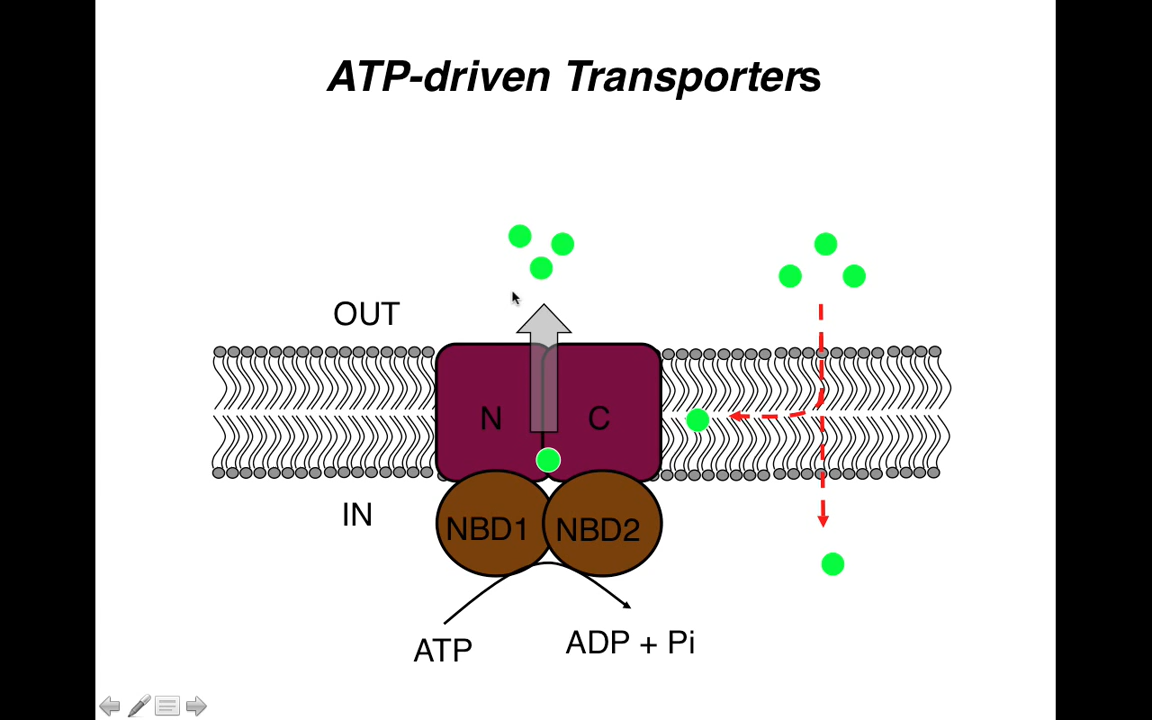 ATP-driven Transporters
OUT
N C
IN
NBD1 NBD2
ATP
ADP + Pi